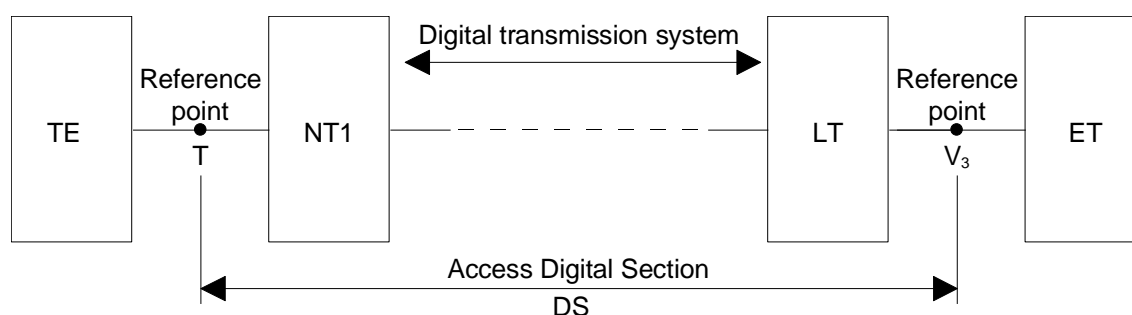 Digital transmission system
Reference
point
Reference
point
TE
NT1
LT
ET
T
V3
Access Digital Section
DS